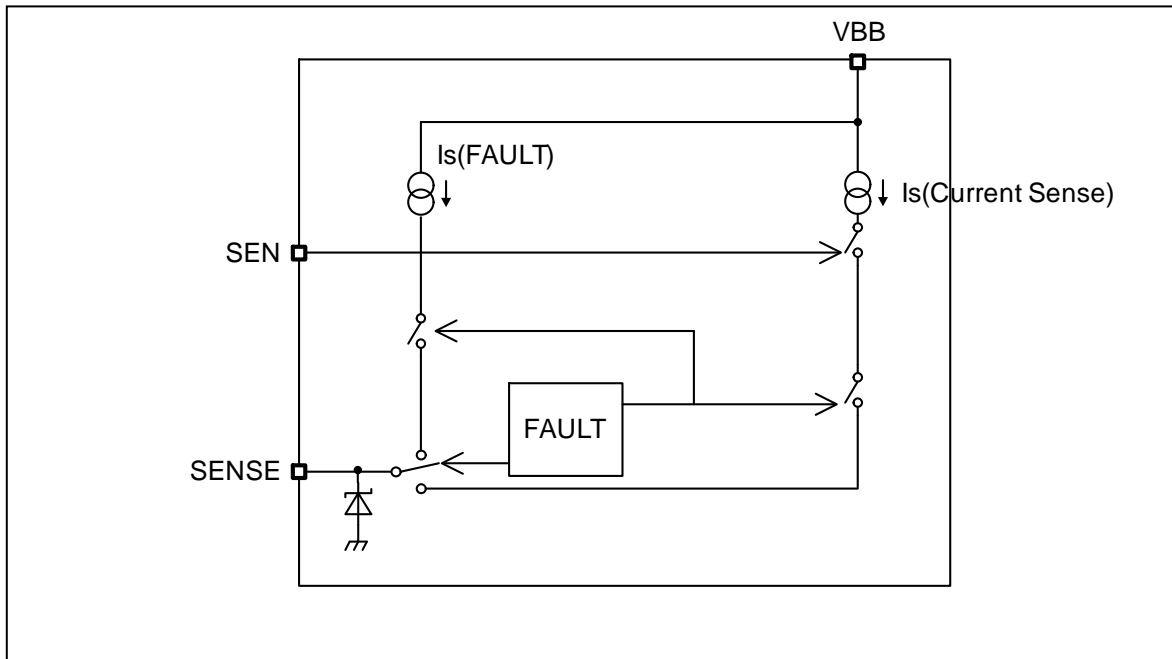 VBB
Is(FAULT)
Is(Current Sense)
SEN
FAULT
SENSE